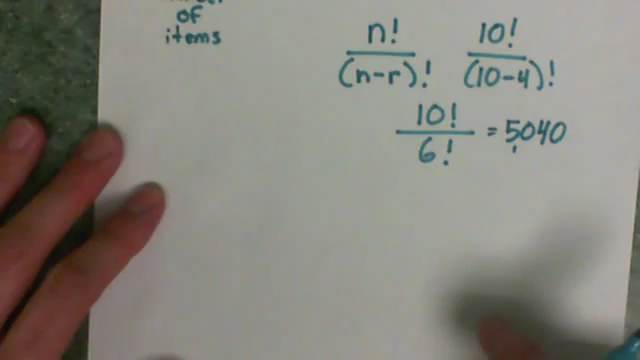 of
items
n! / (n-r)!   10! / (10-4)!
10! / 6! = 5040